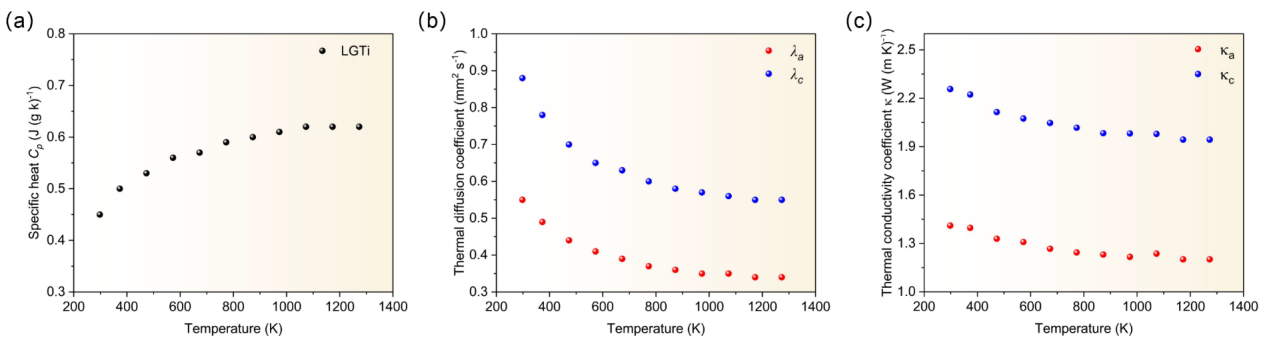 (a)
Specific heat Cp (J (g k)⁻¹)
0.8
0.7
0.6
0.5
0.4
0.3
200 400 600 800 1000 1200 1400
Temperature (K)
LGTi
(b)
Thermal diffusion coefficient (mm² s⁻¹)
1.0
0.9
0.8
0.7
0.6
0.5
0.4
0.3
200 400 600 800 1000 1200 1400
Temperature (K)
λa
λc
(c)
Thermal conductivity coefficient κ (W (m K)⁻¹)
2.5
2.2
1.9
1.6
1.3
1.0
200 400 600 800 1000 1200 1400
Temperature (K)
κa
κc